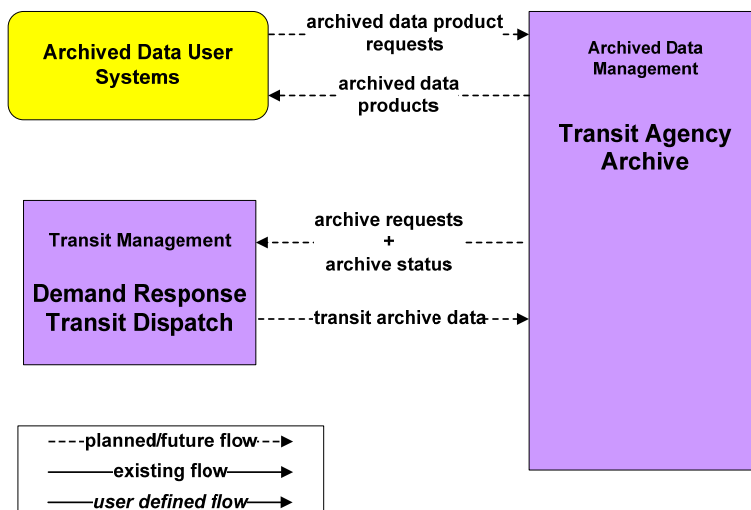 Archived Data User
Systems
archived data product
requests
archived data
products
Archived Data
Management
Transit Agency
Archive
Transit Management
Demand Response
Transit Dispatch
archive requests
+
archive status
transit archive data
planned/future flow
existing flow
user defined flow